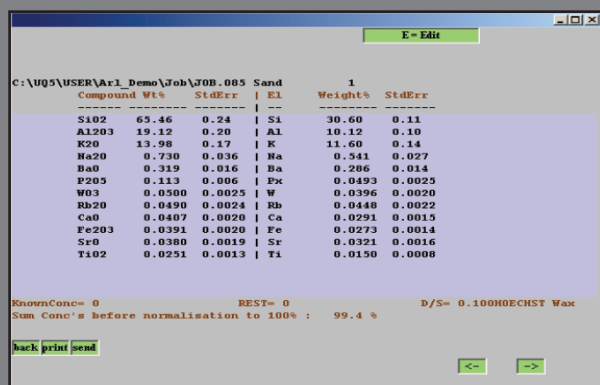 E = Edit
C:\UQ5\USER\Arl_Demo\Job\JOB.085 Sand 1
Compound Wt% StdErr | El Weight% StdErr
------ ------- ------- | -- ------- -------
SiO2 65.46 0.24 | Si 30.60 0.11
Al2O3 19.12 0.20 | Al 10.12 0.10
K2O 13.98 0.17 | K 11.60 0.14
Na2O 0.730 0.036 | Na 0.541 0.027
BaO 0.319 0.016 | Ba 0.286 0.014
P2O5 0.113 0.006 | Px 0.0493 0.0025
WO3 0.0500 0.0025 | W 0.0396 0.0020
Rb2O 0.0490 0.0024 | Rb 0.0448 0.0022
CaO 0.0407 0.0020 | Ca 0.0291 0.0015
Fe2O3 0.0391 0.0020 | Fe 0.0273 0.0014
SrO 0.0380 0.0019 | Sr 0.0321 0.0016
TiO2 0.0251 0.0013 | Ti 0.0150 0.0008
KnownConc= 0 REST= 0 D/S= 0.100HOECHST Wax
Sum Conc's before normalisation to 100% : 99.4 %
back print send
<- ->